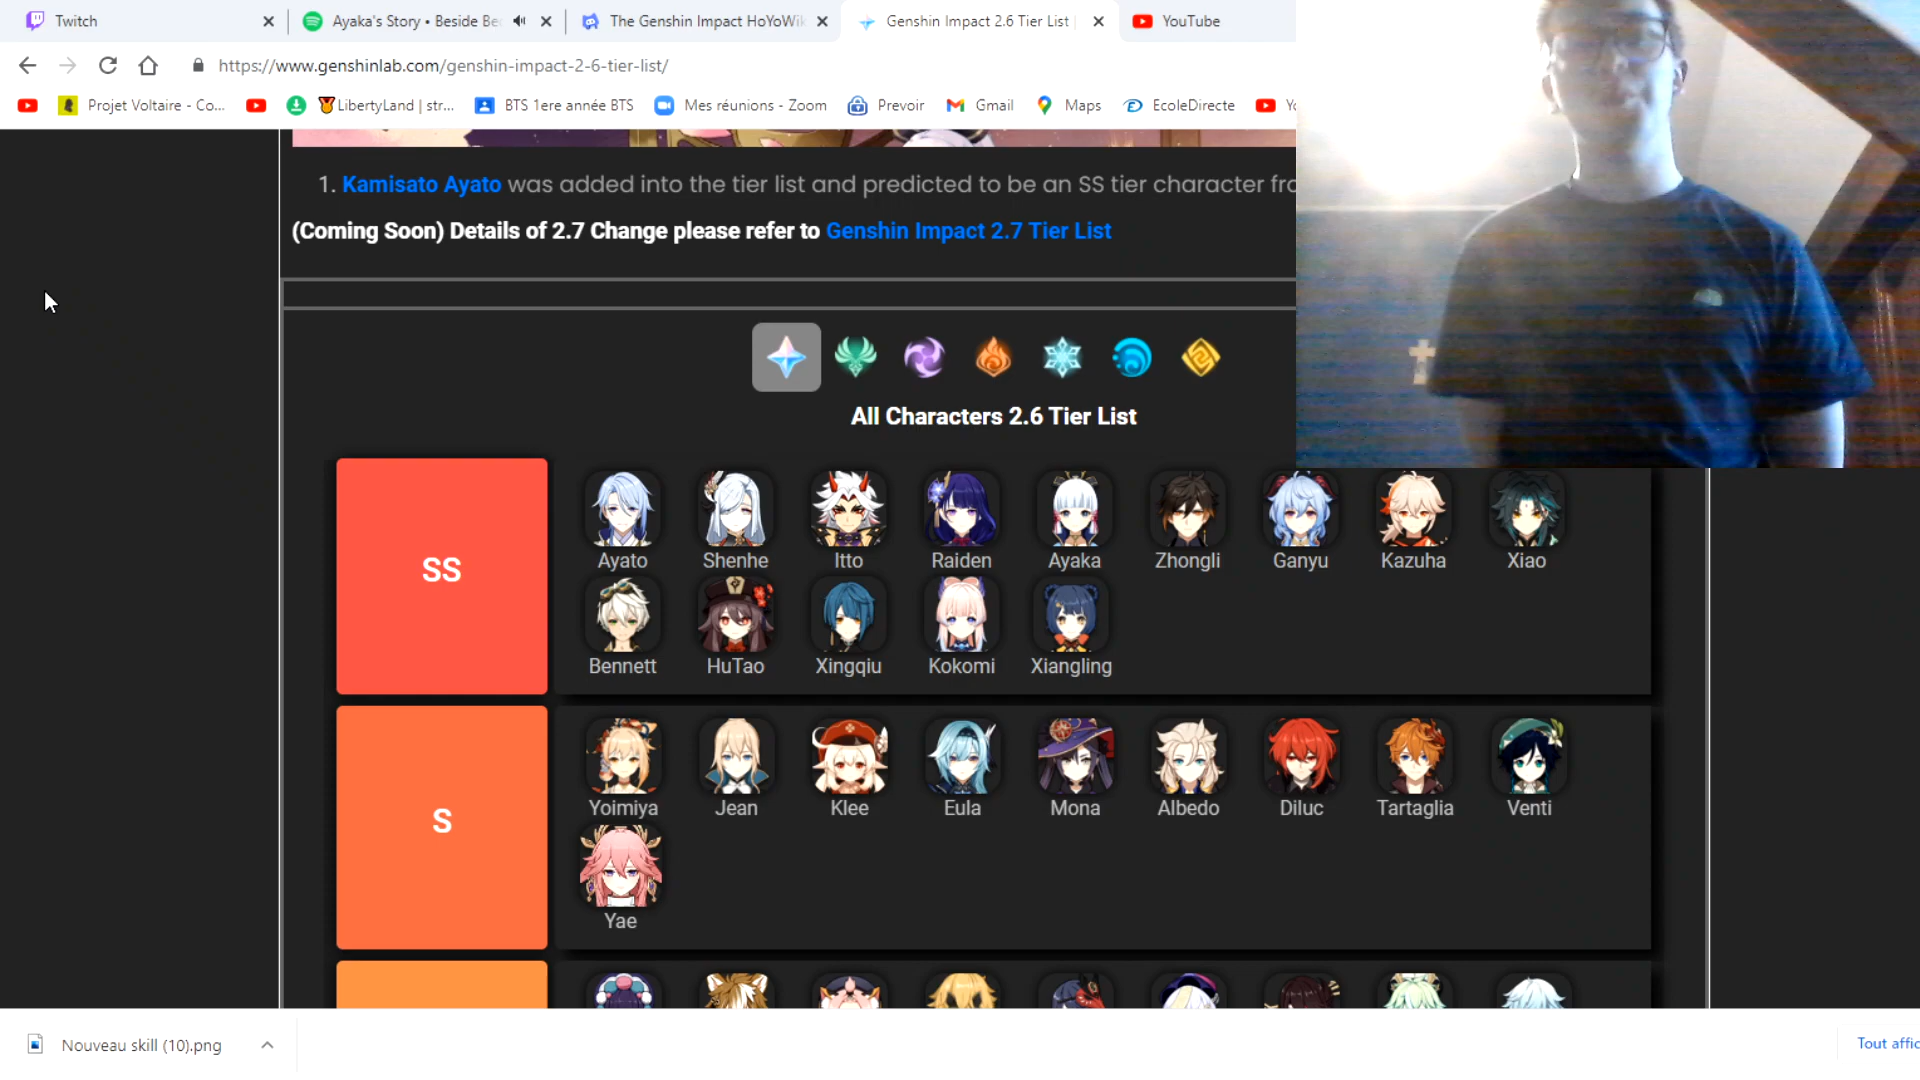 Twitch
Ayaka's Story • Beside Be
The Genshin Impact HoYoWik
Genshin Impact 2.6 Tier List
YouTube
https://www.genshinlab.com/genshin-impact-2-6-tier-list/
Projet Voltaire - Co...
LibertyLand | str...
BTS 1ere année BTS
Mes réunions - Zoom
Prevoir
Gmail
Maps
EcoleDirecte
1. Kamisato Ayato was added into the tier list and predicted to be an SS tier character fro
(Coming Soon) Details of 2.7 Change please refer to Genshin Impact 2.7 Tier List
All Characters 2.6 Tier List
SS
Ayato Shenhe Itto Raiden Ayaka Zhongli Ganyu Kazuha Xiao
Bennett HuTao Xingqiu Kokomi Xiangling
S
Yoimiya Jean Klee Eula Mona Albedo Diluc Tartaglia Venti
Yae
Nouveau skill (10).png
Tout affic